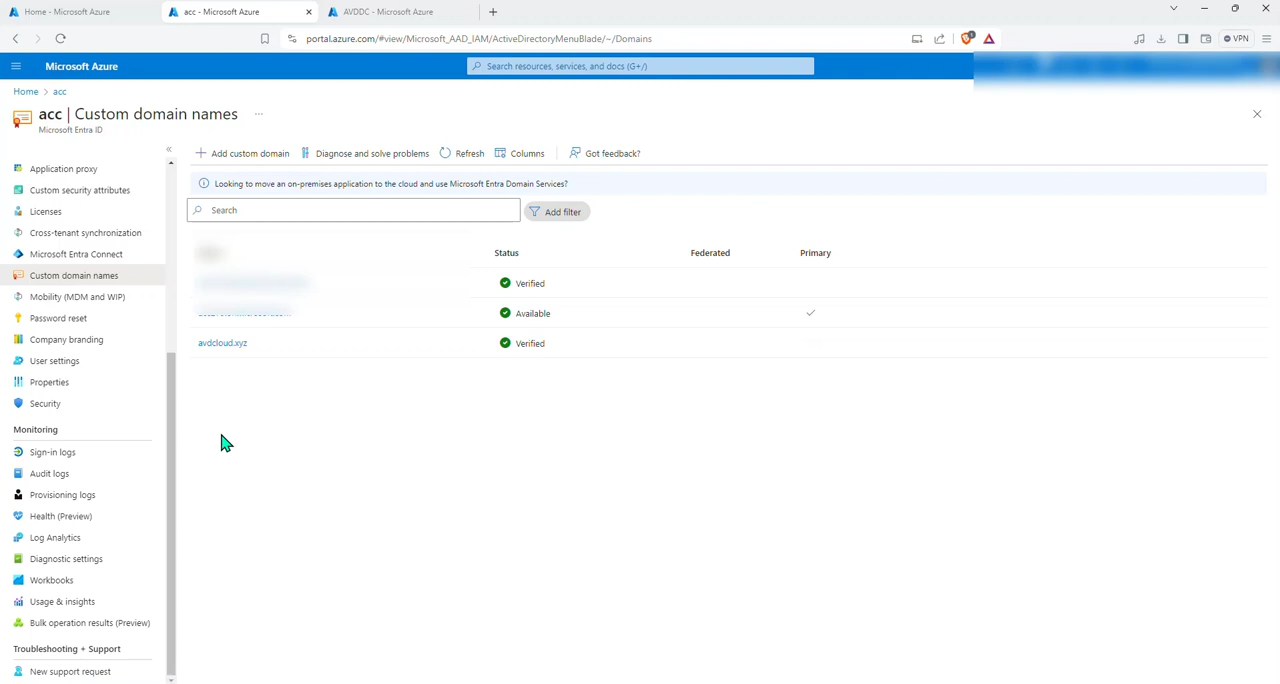 Home - Microsoft Azure
acc - Microsoft Azure
AVDDC - Microsoft Azure
portal.azure.com/#view/Microsoft_AAD_IAM/ActiveDirectoryMenuBlade/~/Domains
1
VPN
Microsoft Azure
Search resources, services, and docs (G+/)
Home > acc
acc | Custom domain names ...
Microsoft Entra ID
Application proxy
Custom security attributes
Licenses
Cross-tenant synchronization
Microsoft Entra Connect
Custom domain names
Mobility (MDM and WIP)
Password reset
Company branding
User settings
Properties
Security
Monitoring
Sign-in logs
Audit logs
Provisioning logs
Health (Preview)
Log Analytics
Diagnostic settings
Workbooks
Usage & insights
Bulk operation results (Preview)
Troubleshooting + Support
New support request
Add custom domain Diagnose and solve problems Refresh Columns Got feedback?
Looking to move an on-premises application to the cloud and use Microsoft Entra Domain Services?
Search Add filter
Status Federated Primary
Verified
Available
avdcloud.xyz Verified